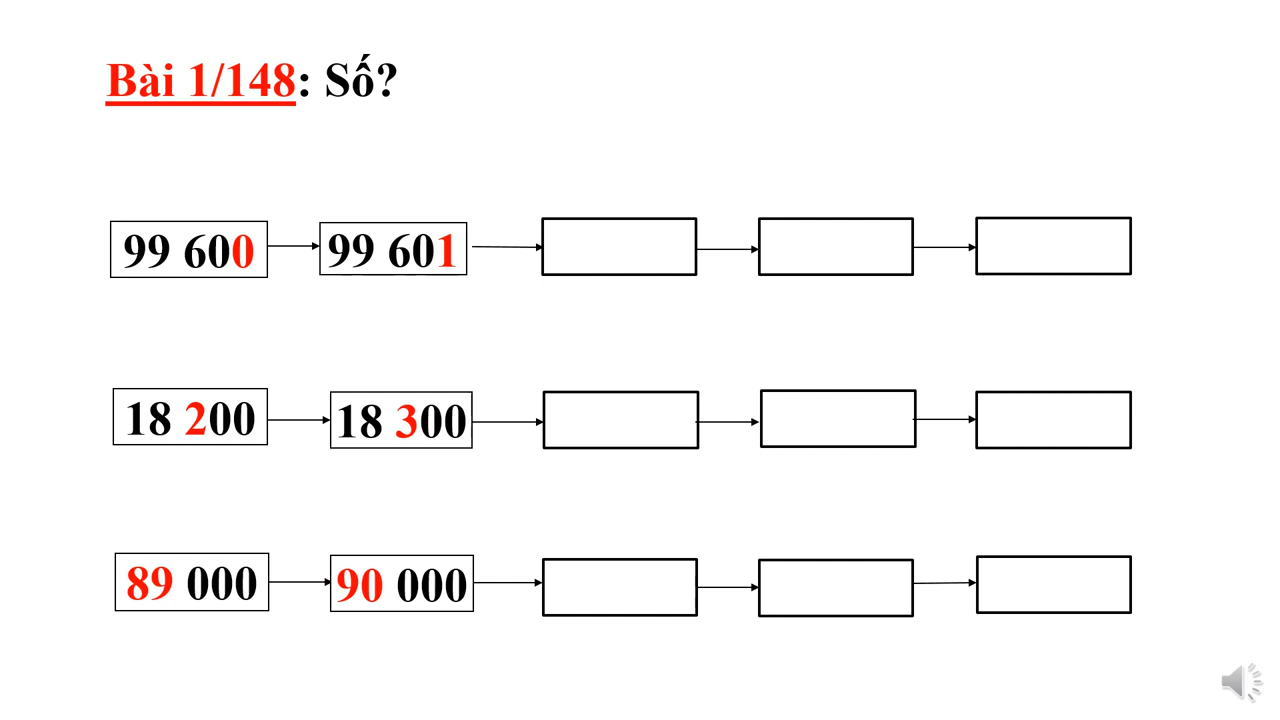 Bài 1/148: Số?
99 600 99 601
18 200 18 300
89 000 90 000